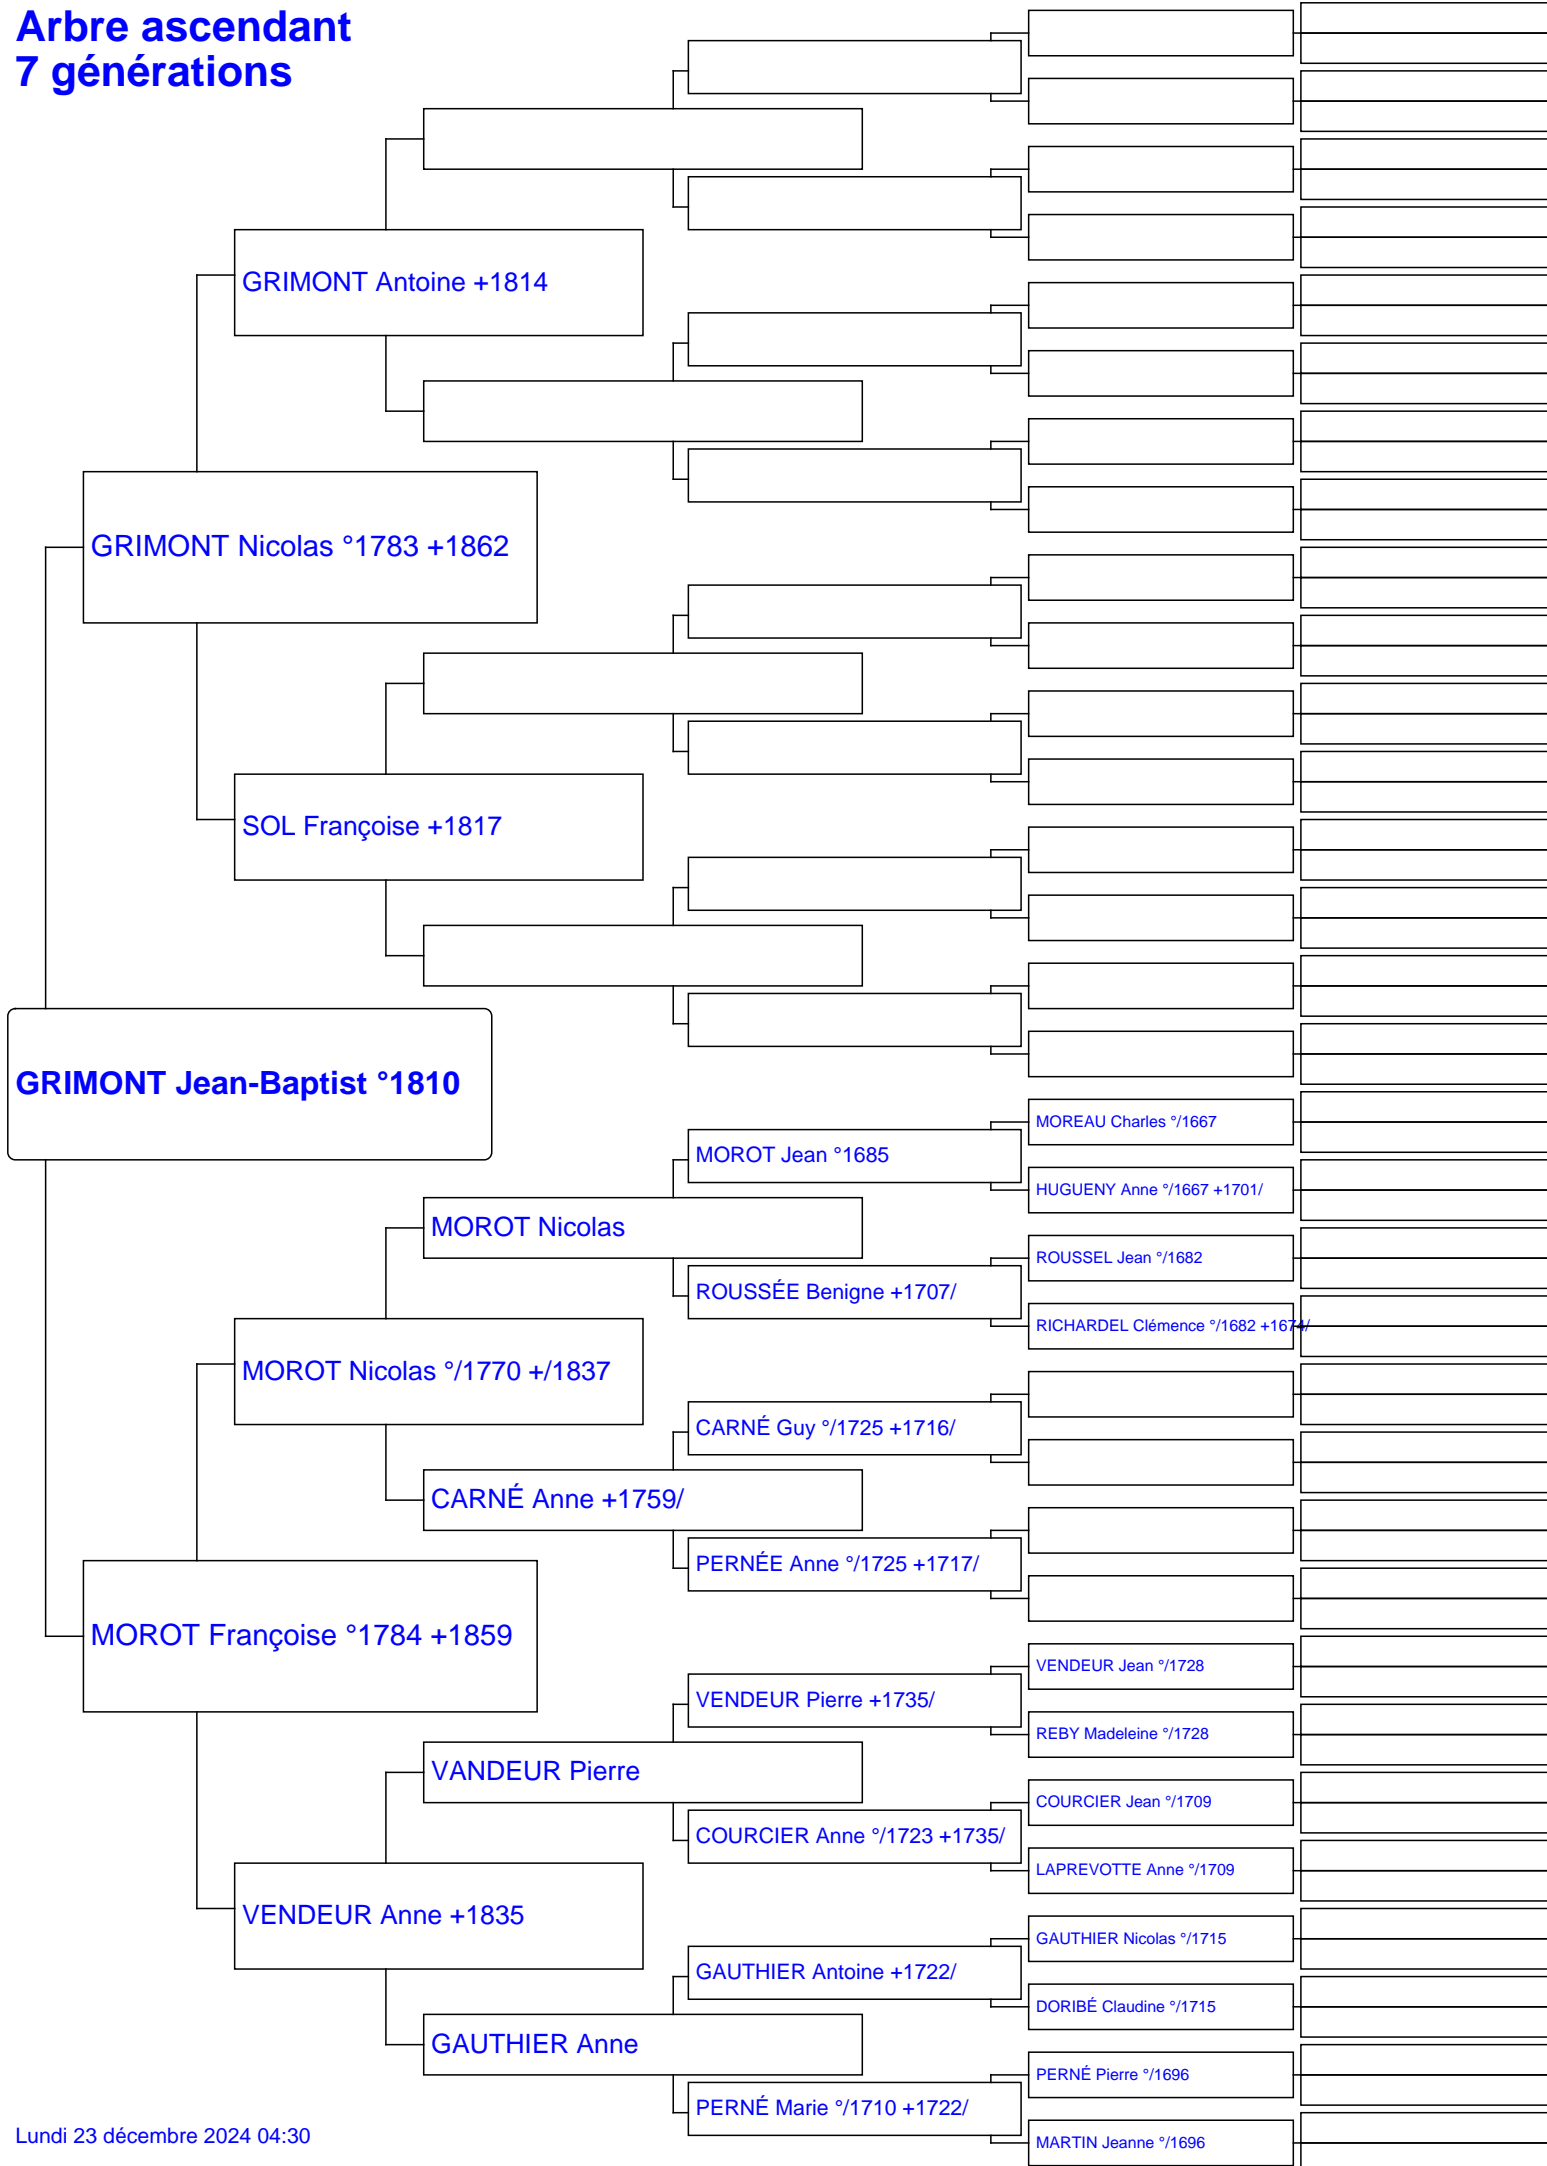 Arbre ascendant
7 générations
GRIMONT Antoine +1814
GRIMONT Nicolas °1783 +1862
SOL Françoise +1817
GRIMONT Jean-Baptist °1810
MOREAU Charles °/1667
MOROT Jean °1685
HUGUENY Anne °/1667 +1701/
MOROT Nicolas
ROUSSEL Jean °/1682
ROUSSÉE Benigne +1707/
RICHARDEL Clémence °/1682 +1674/
MOROT Nicolas °/1770 +/1837
CARNÉ Guy °/1725 +1716/
CARNÉ Anne +1759/
PERNÉE Anne °/1725 +1717/
MOROT Françoise °1784 +1859
VENDEUR Jean °/1728
VENDEUR Pierre +1735/
REBY Madeleine °/1728
VANDEUR Pierre
COURCIER Jean °/1709
COURCIER Anne °/1723 +1735/
LAPREVOTTE Anne °/1709
VENDEUR Anne +1835
GAUTHIER Nicolas °/1715
GAUTHIER Antoine +1722/
DORIBÉ Claudine °/1715
GAUTHIER Anne
PERNÉ Pierre °/1696
PERNÉ Marie °/1710 +1722/
MARTIN Jeanne °/1696
Lundi 23 décembre 2024 04:30